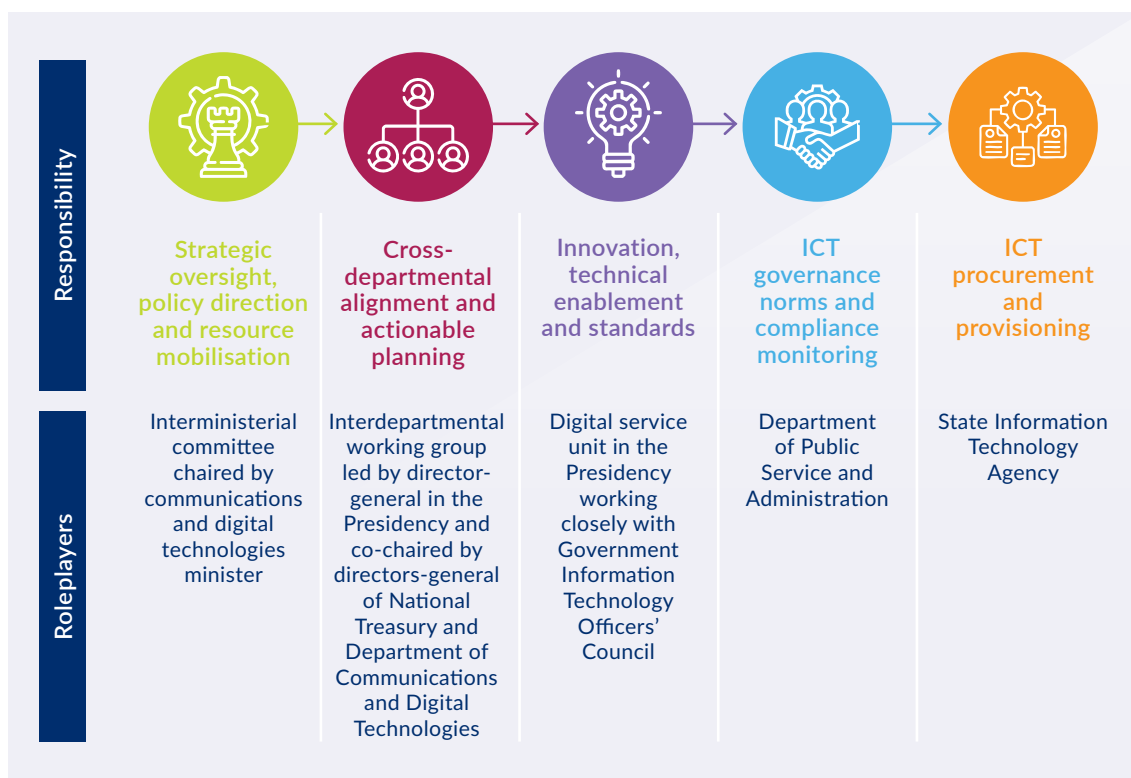 Responsibility
Strategic
oversight,
policy direction
and resource
mobilisation
Cross-
departmental
alignment and
actionable
planning
Innovation,
technical
enablement
and standards
ICT
governance
norms and
compliance
monitoring
ICT
procurement
and
provisioning
Roleplayers
Interministerial
committee
chaired by
communications
and digital
technologies
minister
Interdepartmental
working group
led by director-
general in the
Presidency and
co-chaired by
directors-general
of National
Treasury and
Department of
Communications
and Digital
Technologies
Digital service
unit in the
Presidency
working
closely with
Government
Information
Technology
Officers’
Council
Department
of Public
Service and
Administration
State Information
Technology
Agency